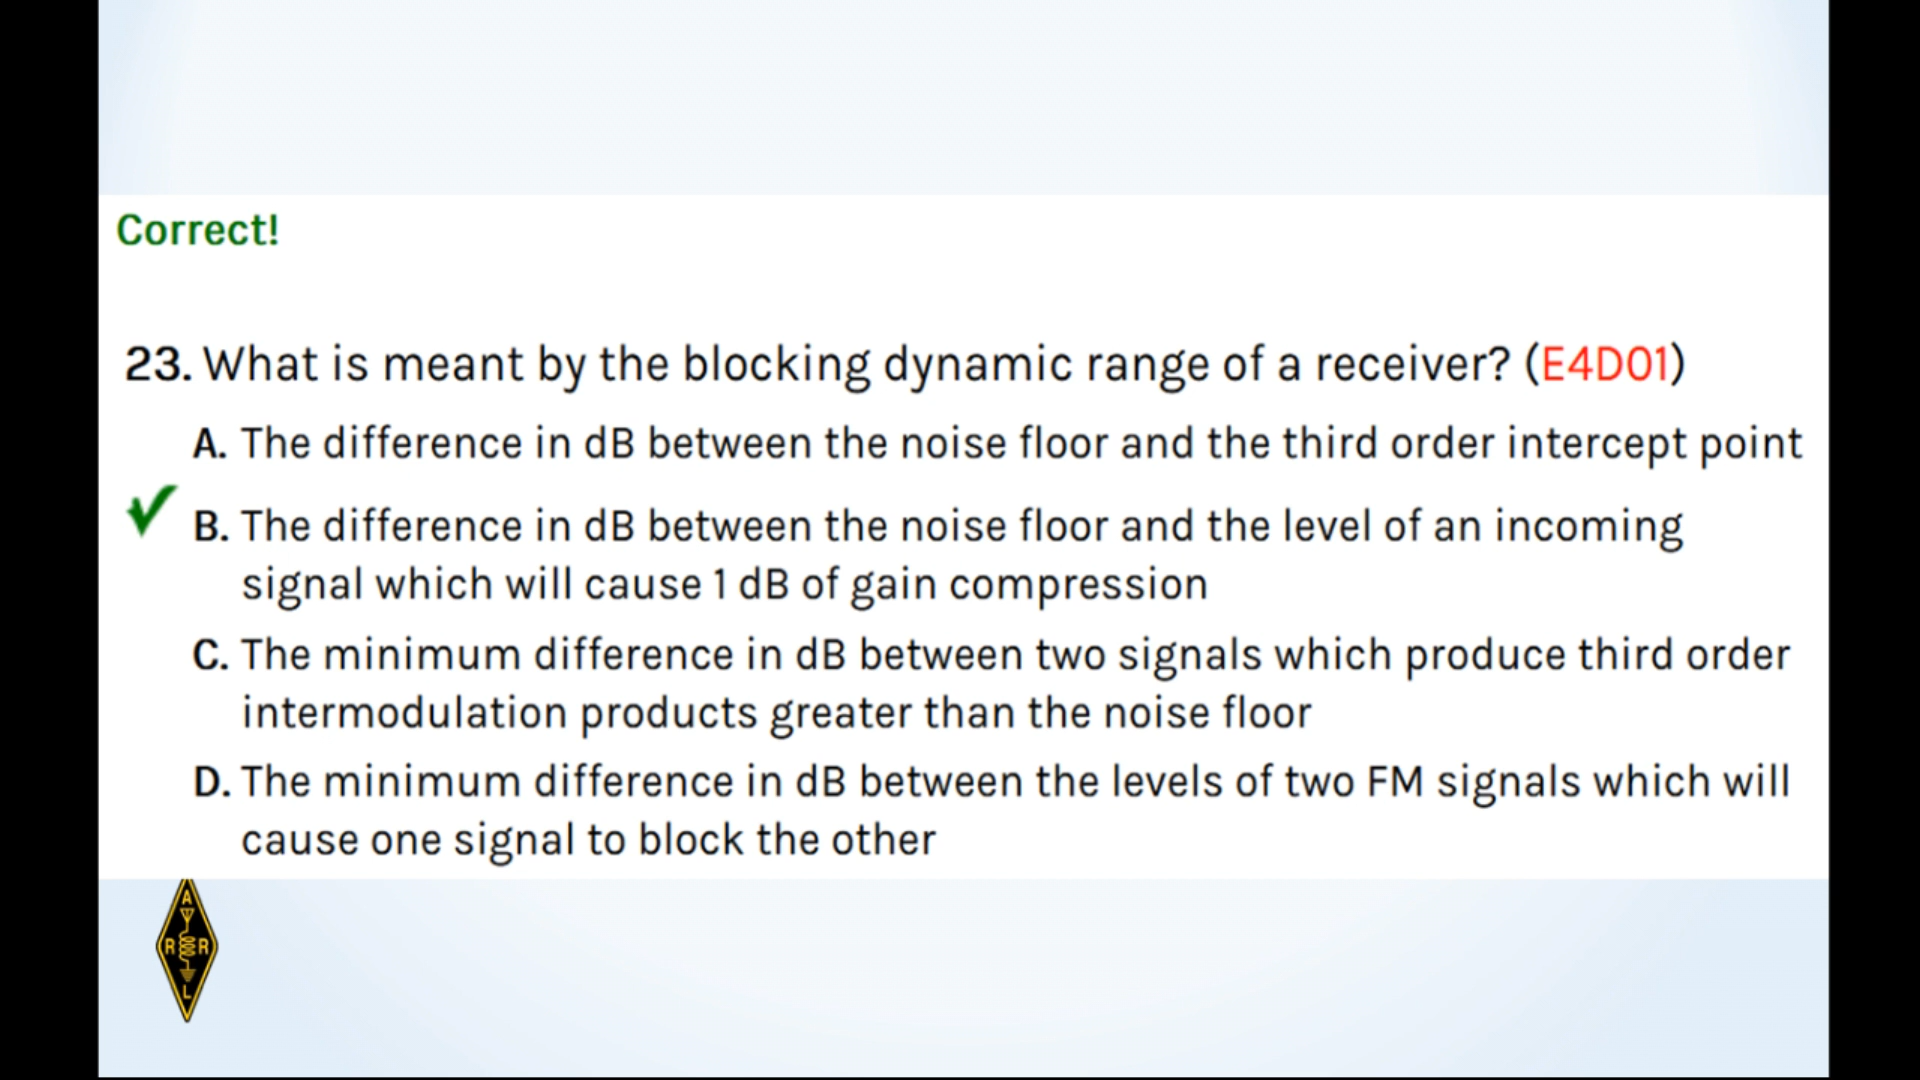 Correct!
23. What is meant by the blocking dynamic range of a receiver? (E4D01)
A. The difference in dB between the noise floor and the third order intercept point
B. The difference in dB between the noise floor and the level of an incoming
signal which will cause 1 dB of gain compression
C. The minimum difference in dB between two signals which produce third order
intermodulation products greater than the noise floor
D. The minimum difference in dB between the levels of two FM signals which will
cause one signal to block the other
A
R R
L